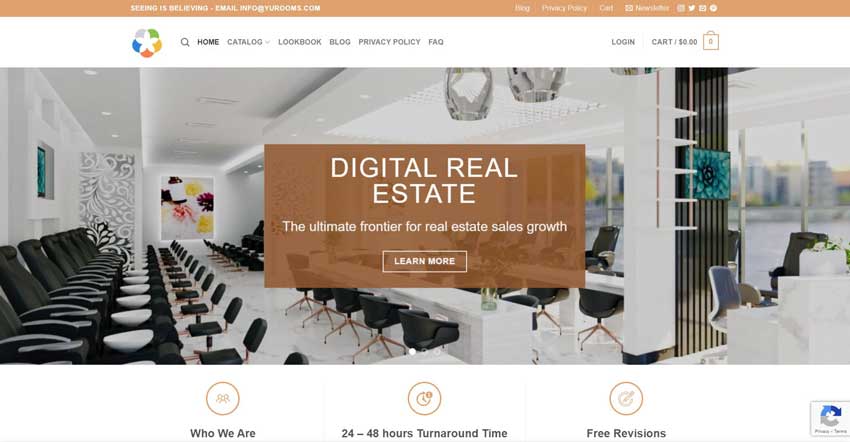 SEEING IS BELIEVING - EMAIL INFO@YUROOMS.COM
Blog Privacy Policy Cart Newsletter
HOME CATALOG LOOKBOOK BLOG PRIVACY POLICY FAQ
LOGIN CART / $0.00 0
DIGITAL REAL
ESTATE
The ultimate frontier for real estate sales growth
LEARN MORE
Who We Are
24 – 48 hours Turnaround Time
Free Revisions
Privacy - Terms